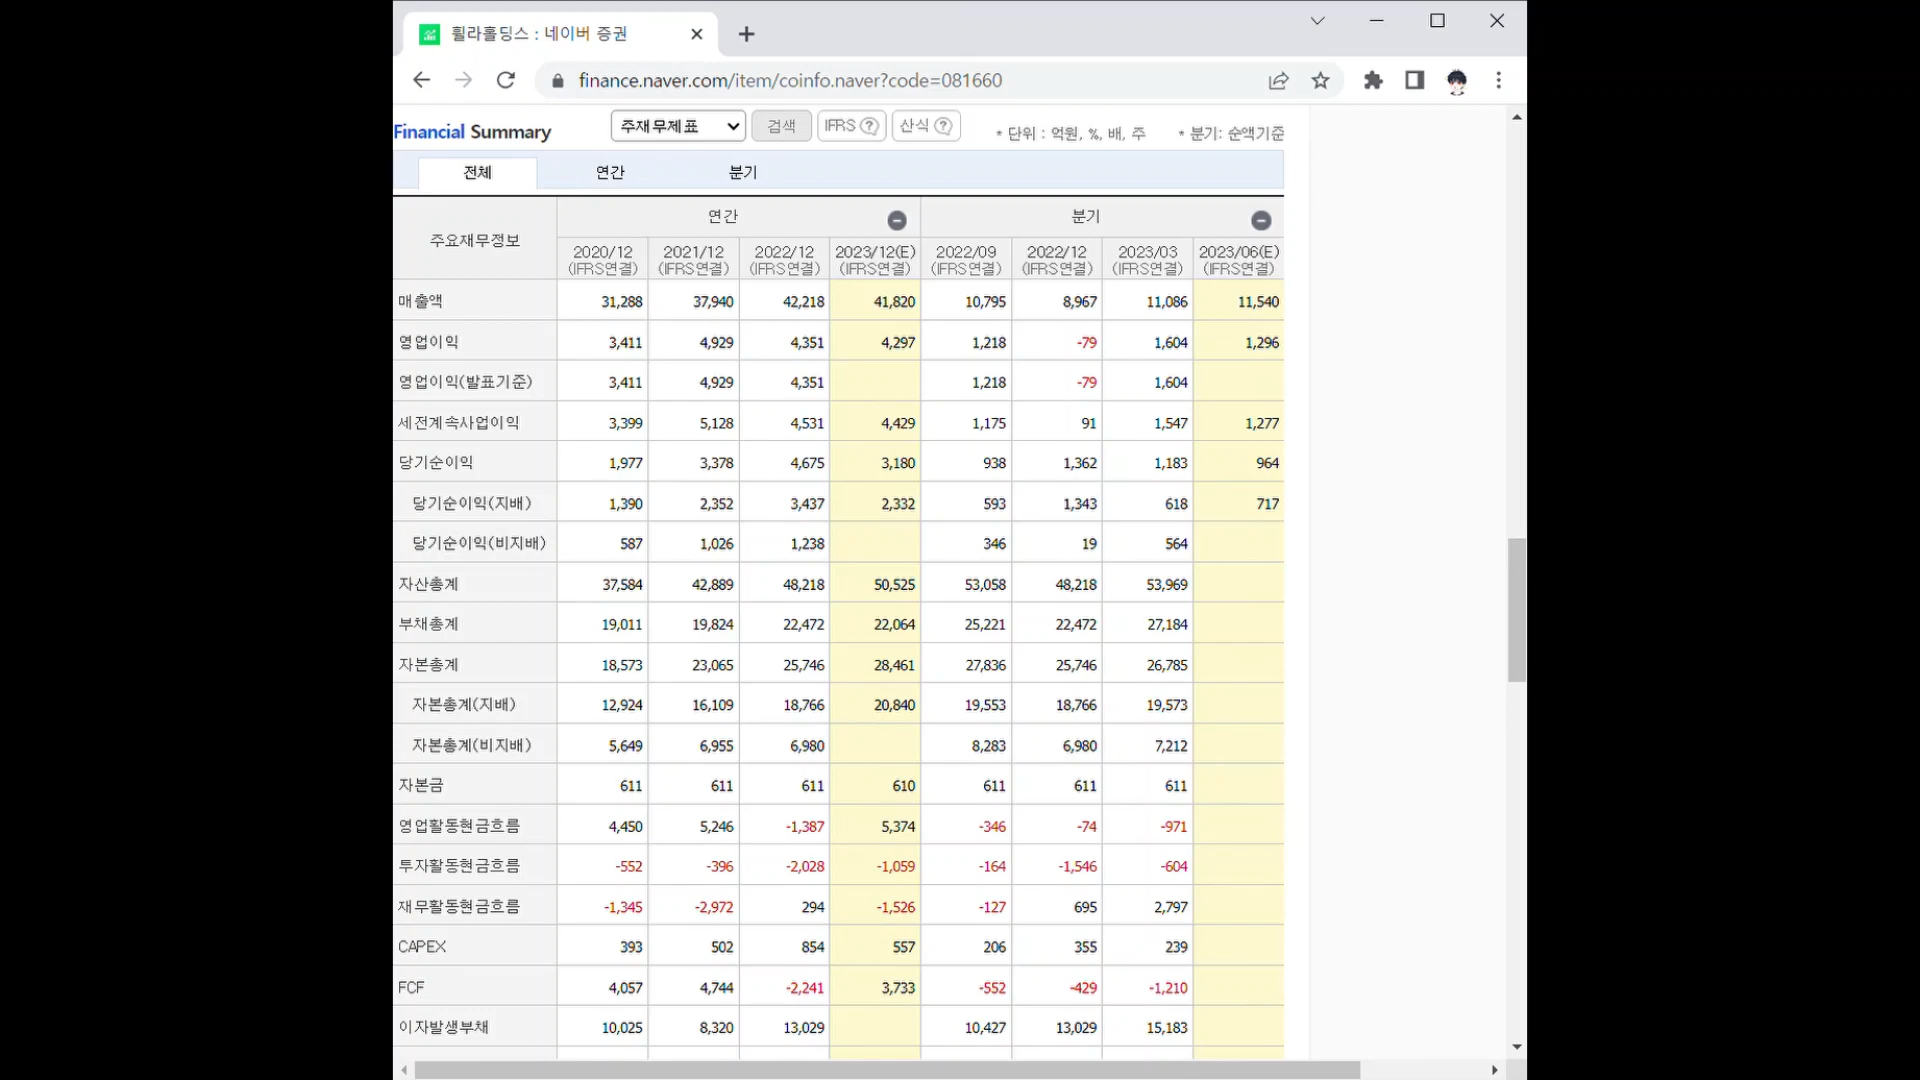 휠라홀딩스 : 네이버 증권
finance.naver.com/item/coinfo.naver?code=081660
Financial Summary 주재무제표 검색 IFRS ? 산식 ? * 단위 : 억원, %, 배, 주 * 분기: 순액기준
전체 연간 분기
주요재무정보 연간 분기
2020/12 2021/12 2022/12 2023/12(E) 2022/09 2022/12 2023/03 2023/06(E)
(IFRS연결) (IFRS연결) (IFRS연결) (IFRS연결) (IFRS연결) (IFRS연결) (IFRS연결) (IFRS연결)
매출액 31,288 37,940 42,218 41,820 10,795 8,967 11,086 11,540
영업이익 3,411 4,929 4,351 4,297 1,218 -79 1,604 1,296
영업이익(발표기준) 3,411 4,929 4,351 1,218 -79 1,604
세전계속사업이익 3,399 5,128 4,531 4,429 1,175 91 1,547 1,277
당기순이익 1,977 3,378 4,675 3,180 938 1,362 1,183 964
당기순이익(지배) 1,390 2,352 3,437 2,332 593 1,343 618 717
당기순이익(비지배) 587 1,026 1,238 346 19 564
자산총계 37,584 42,889 48,218 50,525 53,058 48,218 53,969
부채총계 19,011 19,824 22,472 22,064 25,221 22,472 27,184
자본총계 18,573 23,065 25,746 28,461 27,836 25,746 26,785
자본총계(지배) 12,924 16,109 18,766 20,840 19,553 18,766 19,573
자본총계(비지배) 5,649 6,955 6,980 8,283 6,980 7,212
자본금 611 611 611 610 611 611 611
영업활동현금흐름 4,450 5,246 -1,387 5,374 -346 -74 -971
투자활동현금흐름 -552 -396 -2,028 -1,059 -164 -1,546 -604
재무활동현금흐름 -1,345 -2,972 294 -1,526 -127 695 2,797
CAPEX 393 502 854 557 206 355 239
FCF 4,057 4,744 -2,241 3,733 -552 -429 -1,210
이자발생부채 10,025 8,320 13,029 10,427 13,029 15,183